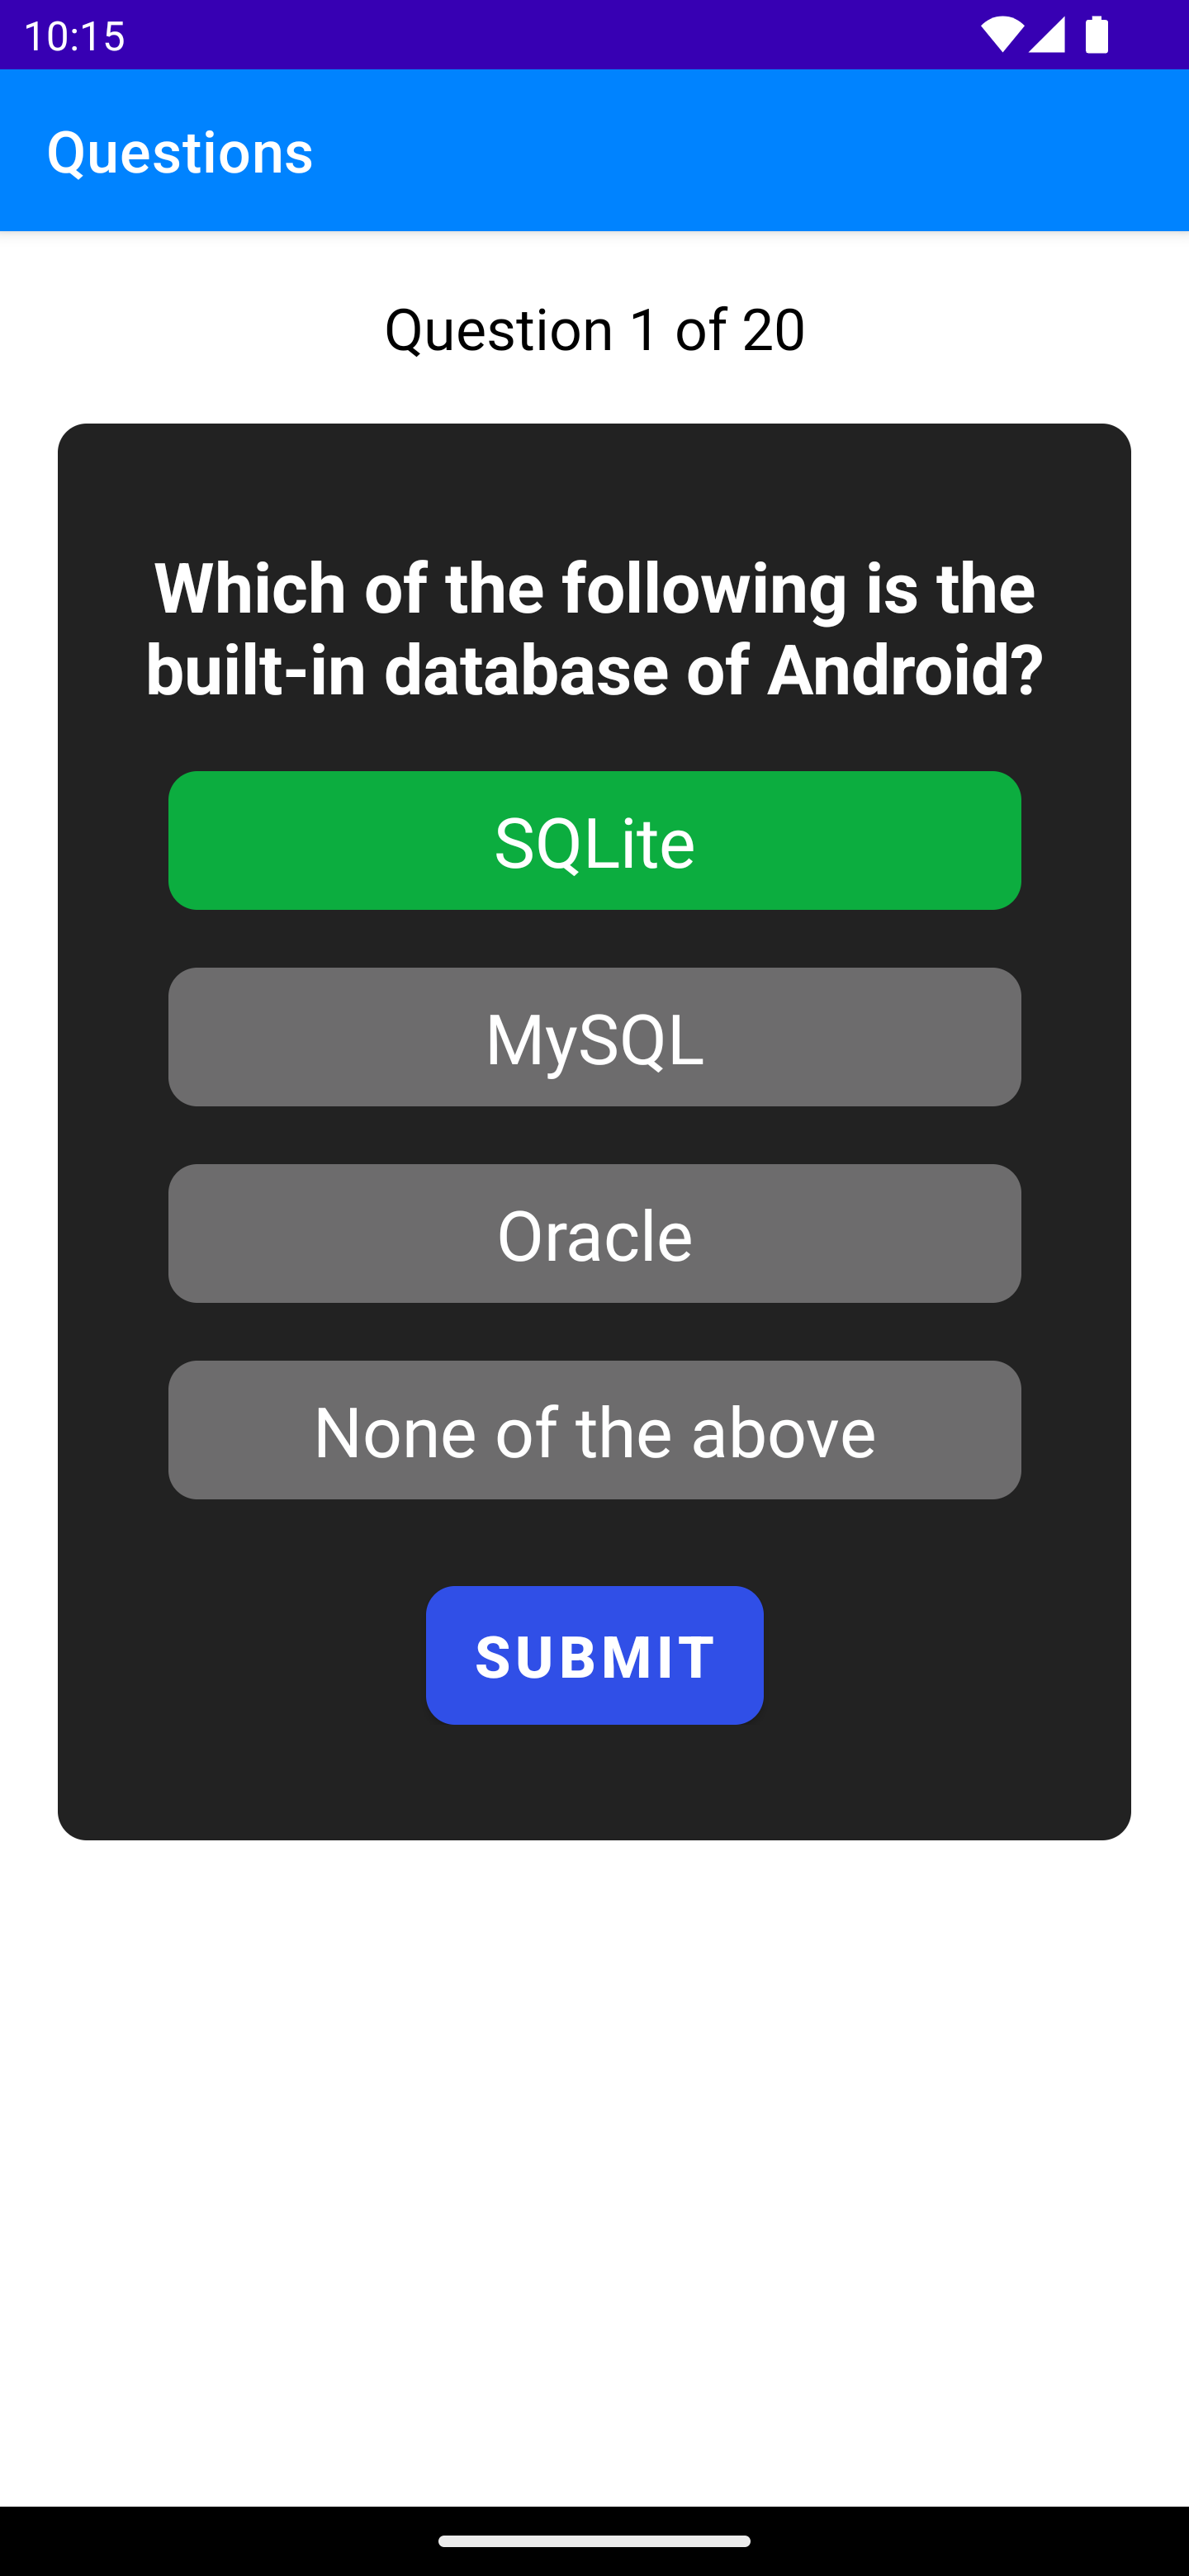 10:15
Questions
Question 1 of 20
Which of the following is the
built-in database of Android?
SQLite
MySQL
Oracle
None of the above
SUBMIT